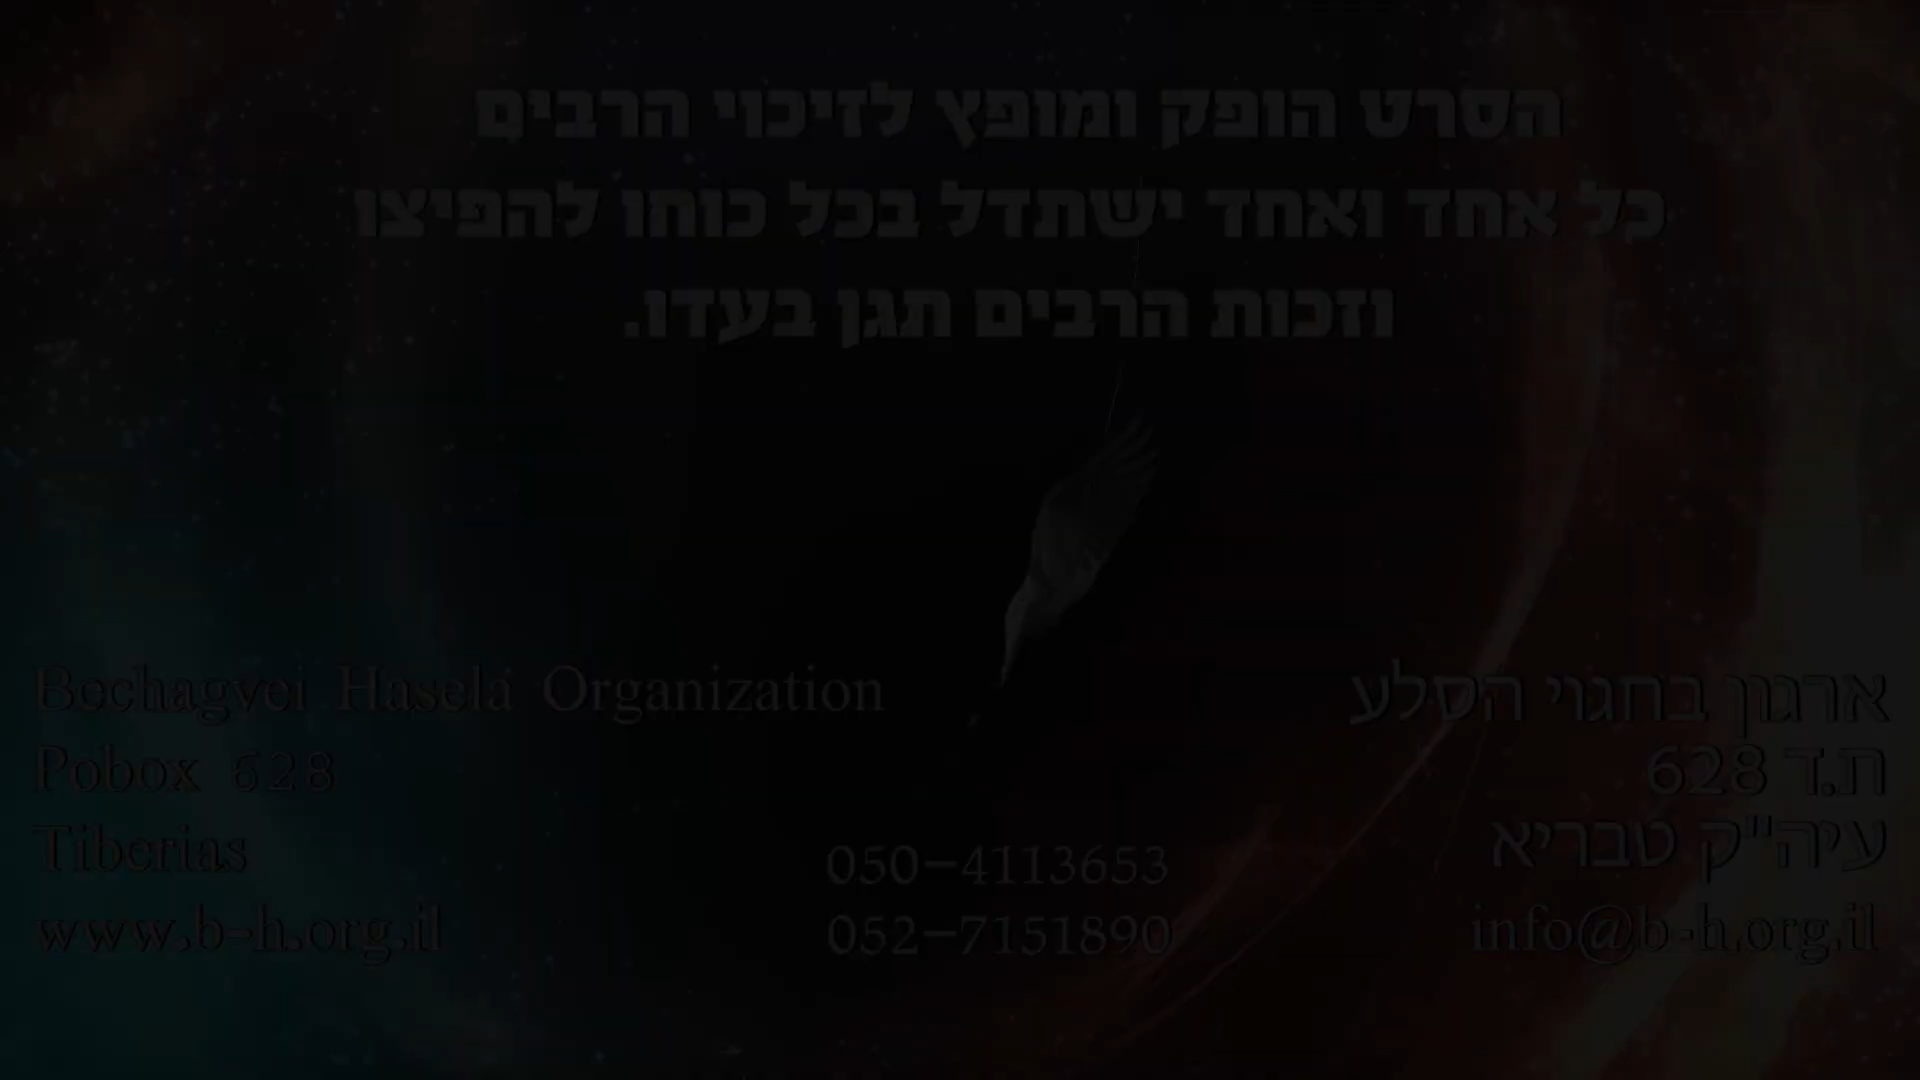 הסרט הופק ומופץ לזיכוי הרבים
כל אחד ואחד ישתדל בכל כוחו להפיצו
וזכות הרבים תגן בעדו.
Bechagvei Hasela Organization
Pobox 628
Tiberias
www.b-h.org.il
050-4113653
052-7151890
ארגון בחגוי הסלע
ת.ד 628
עיה"ק טבריא
info@b-h.org.il